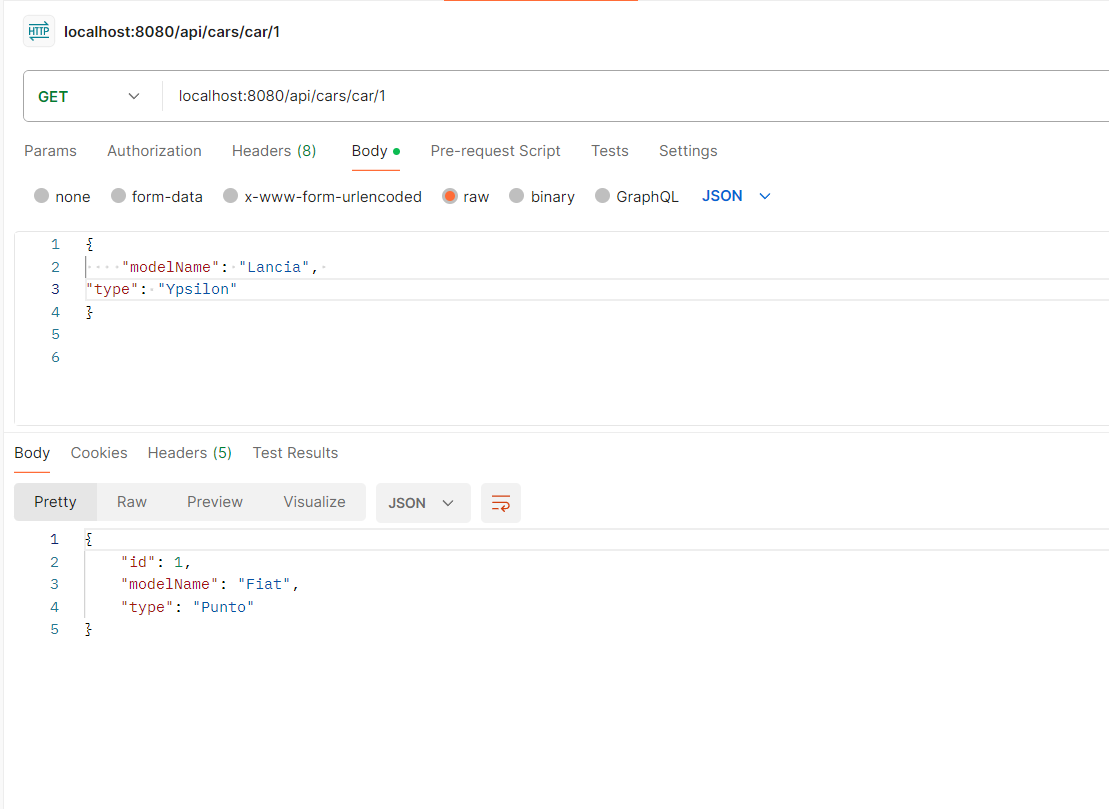 HTTP localhost:8080/api/cars/car/1
GET localhost:8080/api/cars/car/1
Params Authorization Headers (8) Body Pre-request Script Tests Settings
none form-data x-www-form-urlencoded raw binary GraphQL JSON
1 {
2 ····"modelName":·"Lancia",·
3 "type":·"Ypsilon"
4 }
5
6
Body Cookies Headers (5) Test Results
Pretty Raw Preview Visualize JSON
1 {
2     "id": 1,
3     "modelName": "Fiat",
4     "type": "Punto"
5 }